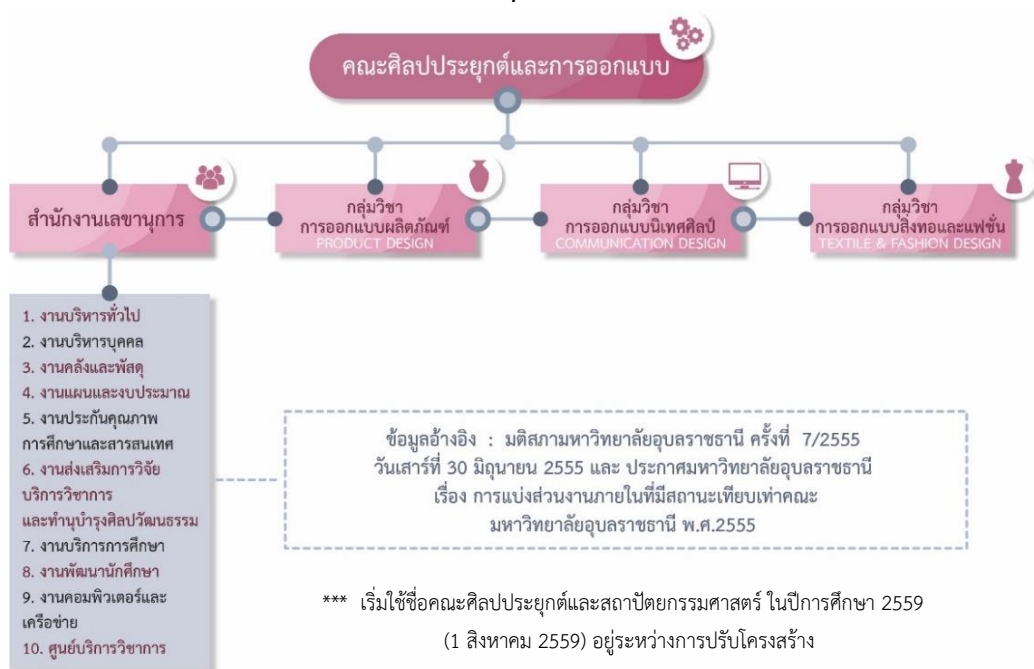 คณะศิลปประยุกต์และการออกแบบ
สำนักงานเลขานุการ
กลุ่มวิชา
การออกแบบผลิตภัณฑ์
PRODUCT DESIGN
กลุ่มวิชา
การออกแบบนิเทศศิลป์
COMMUNICATION DESIGN
กลุ่มวิชา
การออกแบบสิ่งทอและแฟชั่น
TEXTILE & FASHION DESIGN
1. งานบริหารทั่วไป
2. งานบริหารบุคคล
3. งานคลังและพัสดุ
4. งานแผนและงบประมาณ
5. งานประกันคุณภาพ
การศึกษาและสารสนเทศ
6. งานส่งเสริมการวิจัย
บริการวิชาการ
และทำนุบำรุงศิลปวัฒนธรรม
7. งานบริการการศึกษา
8. งานพัฒนานักศึกษา
9. งานคอมพิวเตอร์และ
เครือข่าย
10. ศูนย์บริการวิชาการ
ข้อมูลอ้างอิง : มติสภามหาวิทยาลัยอุบลราชธานี ครั้งที่ 7/2555
วันเสาร์ที่ 30 มิถุนายน 2555 และ ประกาศมหาวิทยาลัยอุบลราชธานี
เรื่อง การแบ่งส่วนงานภายในที่มีสถานะเทียบเท่าคณะ
มหาวิทยาลัยอุบลราชธานี พ.ศ.2555
*** เริ่มใช้ชื่อคณะศิลปประยุกต์และสถาปัตยกรรมศาสตร์ ในปีการศึกษา 2559
(1 สิงหาคม 2559) อยู่ระหว่างการปรับโครงสร้าง